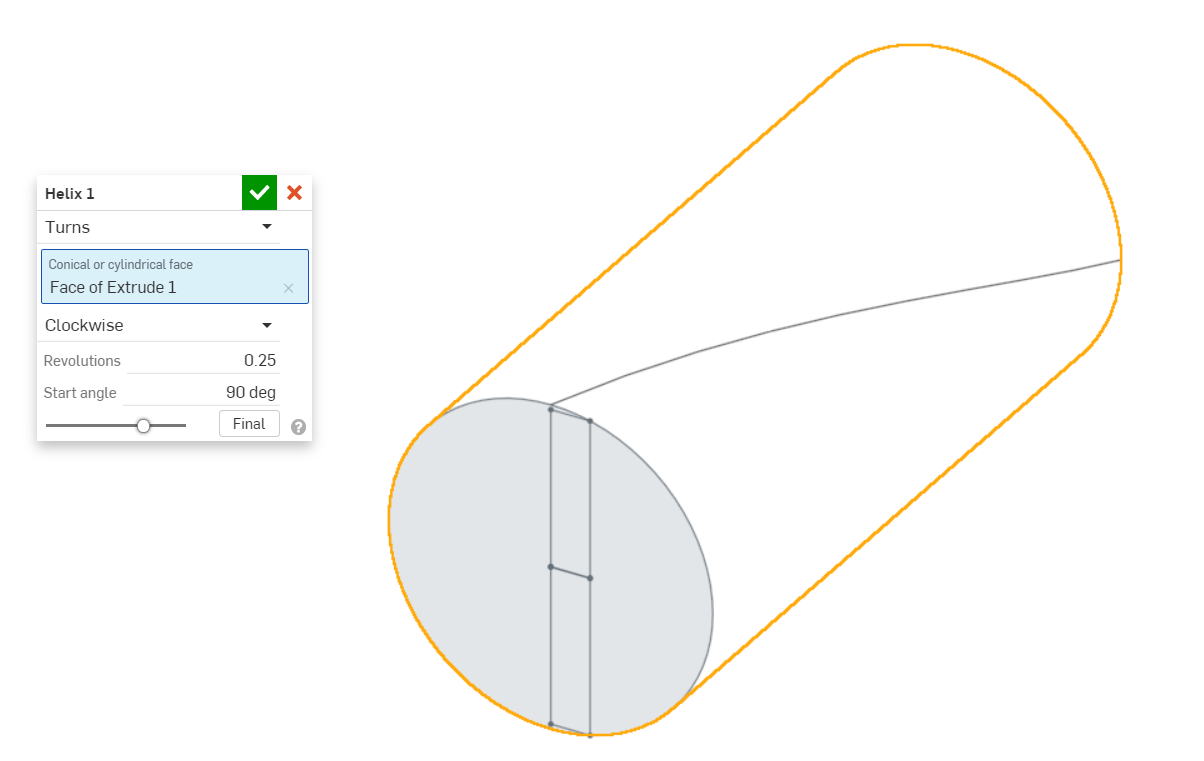 Helix 1
Turns
Conical or cylindrical face
Face of Extrude 1
Clockwise
Revolutions 0.25
Start angle 90 deg
Final